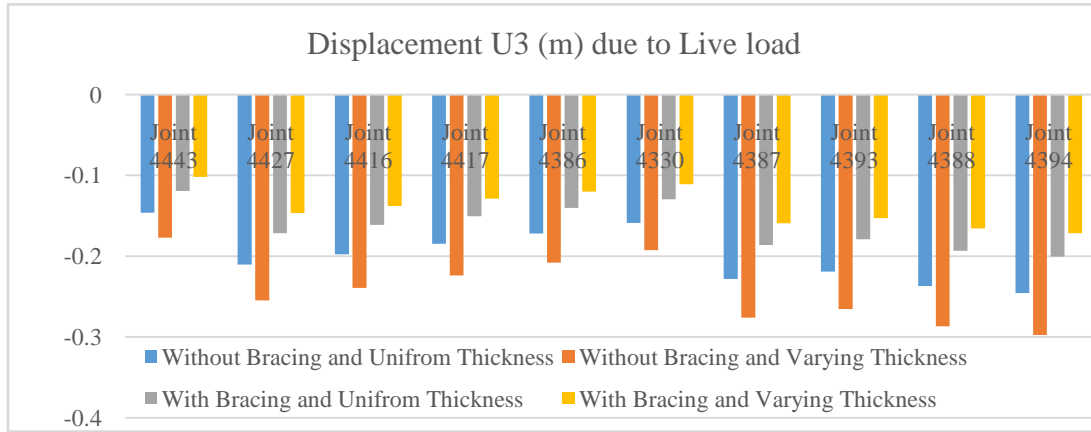 Displacement U3 (m) due to Live load
0
-0.1
-0.2
-0.3
-0.4
Joint 4443
Joint 4427
Joint 4416
Joint 4417
Joint 4386
Joint 4330
Joint 4387
Joint 4393
Joint 4388
Joint 4394
Without Bracing and Unifrom Thickness
Without Bracing and Varying Thickness
With Bracing and Unifrom Thickness
With Bracing and Varying Thickness